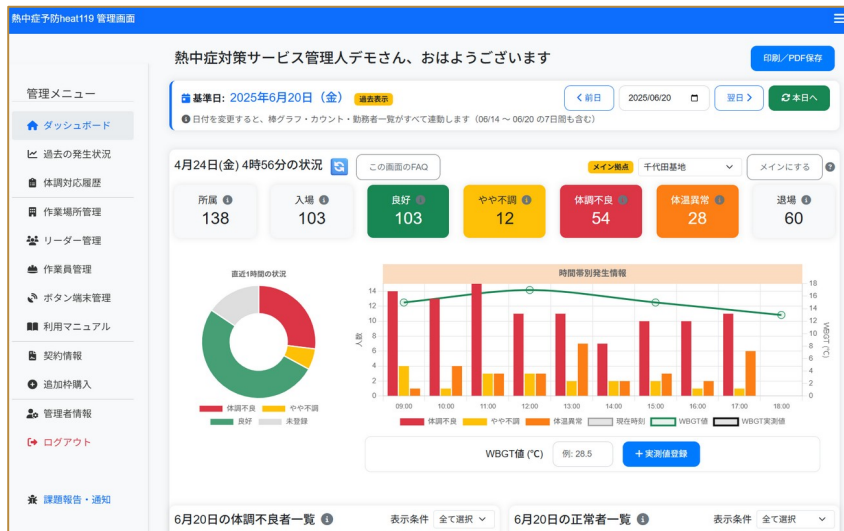 熱中症予防heat119 管理画面
熱中症対策サービス管理人デモさん、おはようございます
印刷／PDF保存
管理メニュー
ダッシュボード
過去の発生状況
体調対応履歴
作業場所管理
リーダー管理
作業員管理
ボタン端末管理
利用マニュアル
契約情報
追加枠購入
管理者情報
ログアウト
課題報告・通知
基準日: 2025年6月20日（金） 過去表示
前日 2025/06/20 翌日 本日へ
日付を変更すると、棒グラフ・カウント・勤務者一覧がすべて連動します（06/14 ～ 06/20 の7日間も含む）
4月24日(金) 4時56分の状況 この画面のFAQ メイン拠点 千代田基地 メインにする
所属 入場 良好 やや不調 体調不良 体温異常 退場
138 103 103 12 54 28 60
直近1時間の状況
体調不良 やや不調
良好 未登録
時間帯別発生情報
人数
14
12
10
8
6
4
2
0
18
16
14
12
10
8
6
4
2
0
WBGT (℃)
09:00 10:00 11:00 12:00 13:00 14:00 15:00 16:00 17:00 18:00
体調不良 やや不調 体温異常 現在時刻 WBGT値 WBGT実測値
WBGT値 (℃) 例: 28.5 ＋実測値登録
6月20日の体調不良者一覧 表示条件 全て選択
6月20日の正常者一覧 表示条件 全て選択